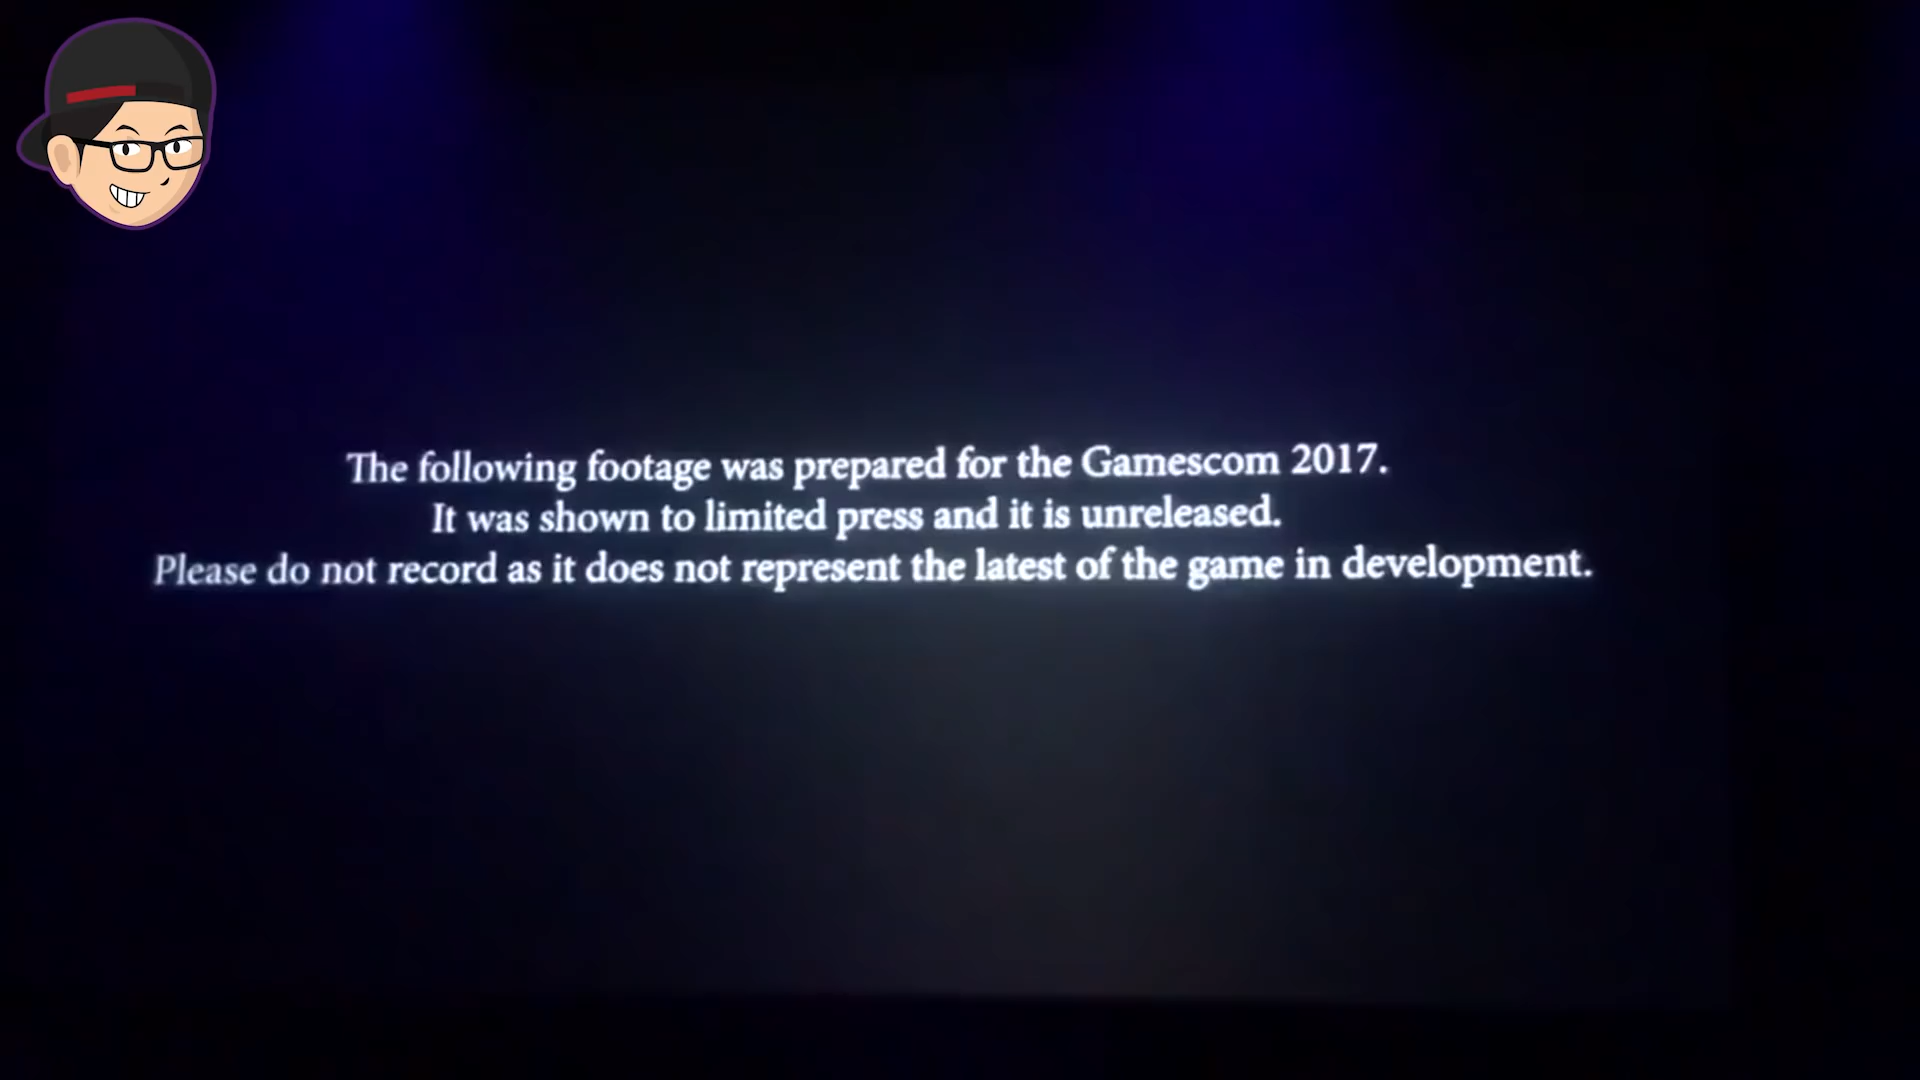 The following footage was prepared for the Gamescom 2017.
It was shown to limited press and it is unreleased.
Please do not record as it does not represent the latest of the game in development.